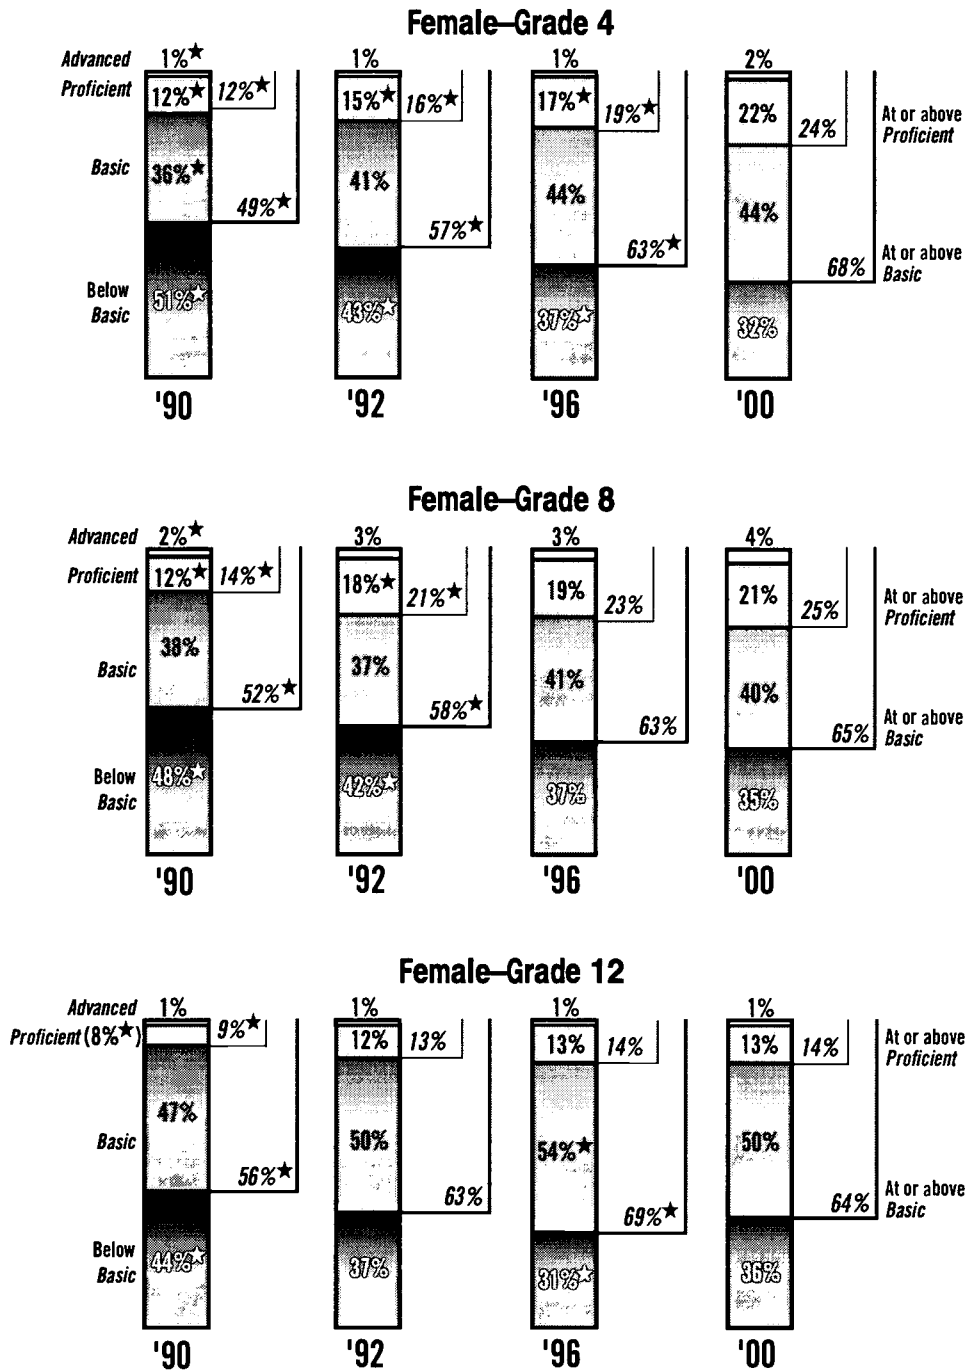 Female–Grade 4
Advanced 1%★ 1% 1% 2%
Proficient 12%★ 12%★ 15%★ 16%★ 17%★ 19%★ 22% 24% At or above Proficient
Basic 36%★ 49%★ 41% 57%★ 44% 63%★ 44% 68% At or above Basic
Below Basic 51%★ 43%★ 37%★ 32%
'90 '92 '96 '00
Female–Grade 8
Advanced 2%★ 3% 3% 4%
Proficient 12%★ 14%★ 18%★ 21%★ 19% 23% 21% 25% At or above Proficient
Basic 38% 52%★ 37% 58%★ 41% 63% 40% 65% At or above Basic
Below Basic 48%★ 42%★ 37% 35%
'90 '92 '96 '00
Female–Grade 12
Advanced 1% 1% 1% 1%
Proficient (8%★) 9%★ 12% 13% 13% 14% 13% 14% At or above Proficient
Basic 47% 56%★ 50% 63% 54%★ 69%★ 50% 64% At or above Basic
Below Basic 44%★ 37% 31%★ 36%
'90 '92 '96 '00